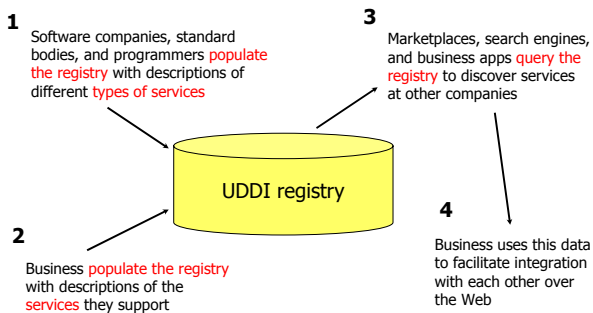 1
Software companies, standard
bodies, and programmers populate
the registry with descriptions of
different types of services
3
Marketplaces, search engines,
and business apps query the
registry to discover services
at other companies
UDDI registry
2
Business populate the registry
with descriptions of the
services they support
4
Business uses this data
to facilitate integration
with each other over
the Web